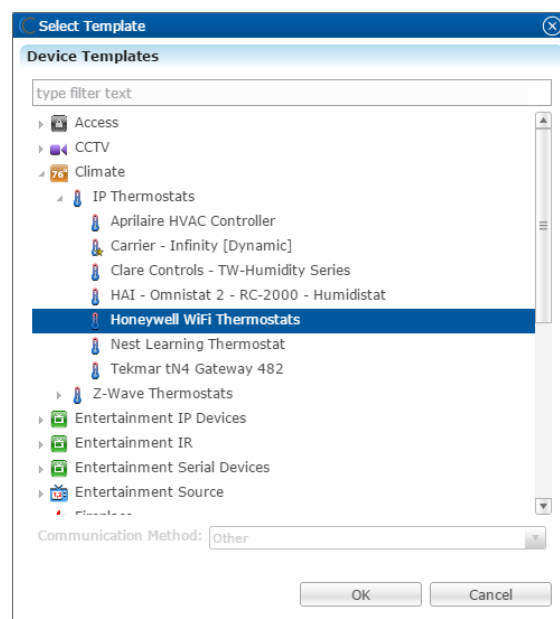 Select Template
Device Templates
type filter text
Access
CCTV
76°
Climate
IP Thermostats
Aprilaire HVAC Controller
Carrier - Infinity [Dynamic]
Clare Controls - TW-Humidity Series
HAI - Omnistat 2 - RC-2000 - Humidistat
Honeywell WiFi Thermostats
Nest Learning Thermostat
Tekmar tN4 Gateway 482
Z-Wave Thermostats
Entertainment IP Devices
Entertainment IR
Entertainment Serial Devices
Entertainment Source
Communication Method: Other
OK Cancel